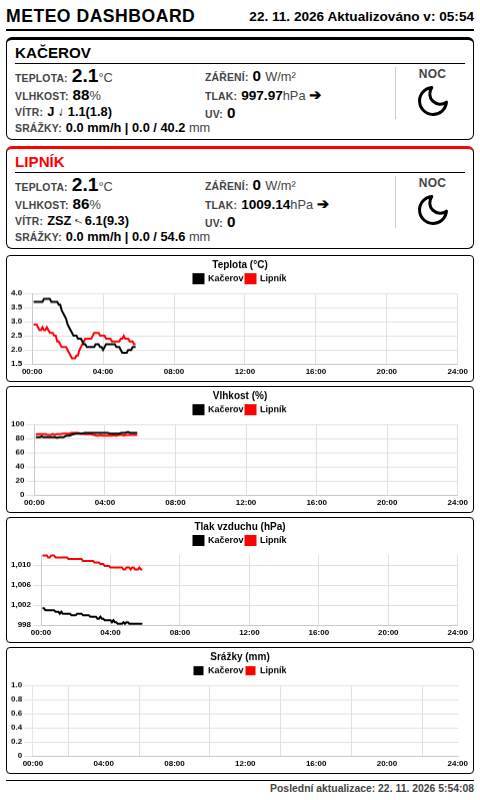 METEO DASHBOARD 22. 11. 2026 Aktualizováno v: 05:54
KAČEROV
TEPLOTA: 2.1°C ZÁŘENÍ: 0 W/m² NOC
VLHKOST: 88% TLAK: 997.97hPa ➔
VÍTR: J ↓ 1.1(1.8) UV: 0
SRÁŽKY: 0.0 mm/h | 0.0 / 40.2 mm
LIPNÍK
TEPLOTA: 2.1°C ZÁŘENÍ: 0 W/m² NOC
VLHKOST: 86% TLAK: 1009.14hPa ➔
VÍTR: ZSZ ← 6.1(9.3) UV: 0
SRÁŽKY: 0.0 mm/h | 0.0 / 54.6 mm
Teplota (°C)
Kačerov Lipník
4.0
3.5
3.0
2.5
2.0
1.5
00:00 04:00 08:00 12:00 16:00 20:00 24:00
Vlhkost (%)
Kačerov Lipník
100
80
60
40
20
0
00:00 04:00 08:00 12:00 16:00 20:00 24:00
Tlak vzduchu (hPa)
Kačerov Lipník
1,010
1,006
1,002
998
00:00 04:00 08:00 12:00 16:00 20:00 24:00
Srážky (mm)
Kačerov Lipník
1.0
0.8
0.6
0.4
0.2
0
00:00 04:00 08:00 12:00 16:00 20:00 24:00
Poslední aktualizace: 22. 11. 2026 5:54:08